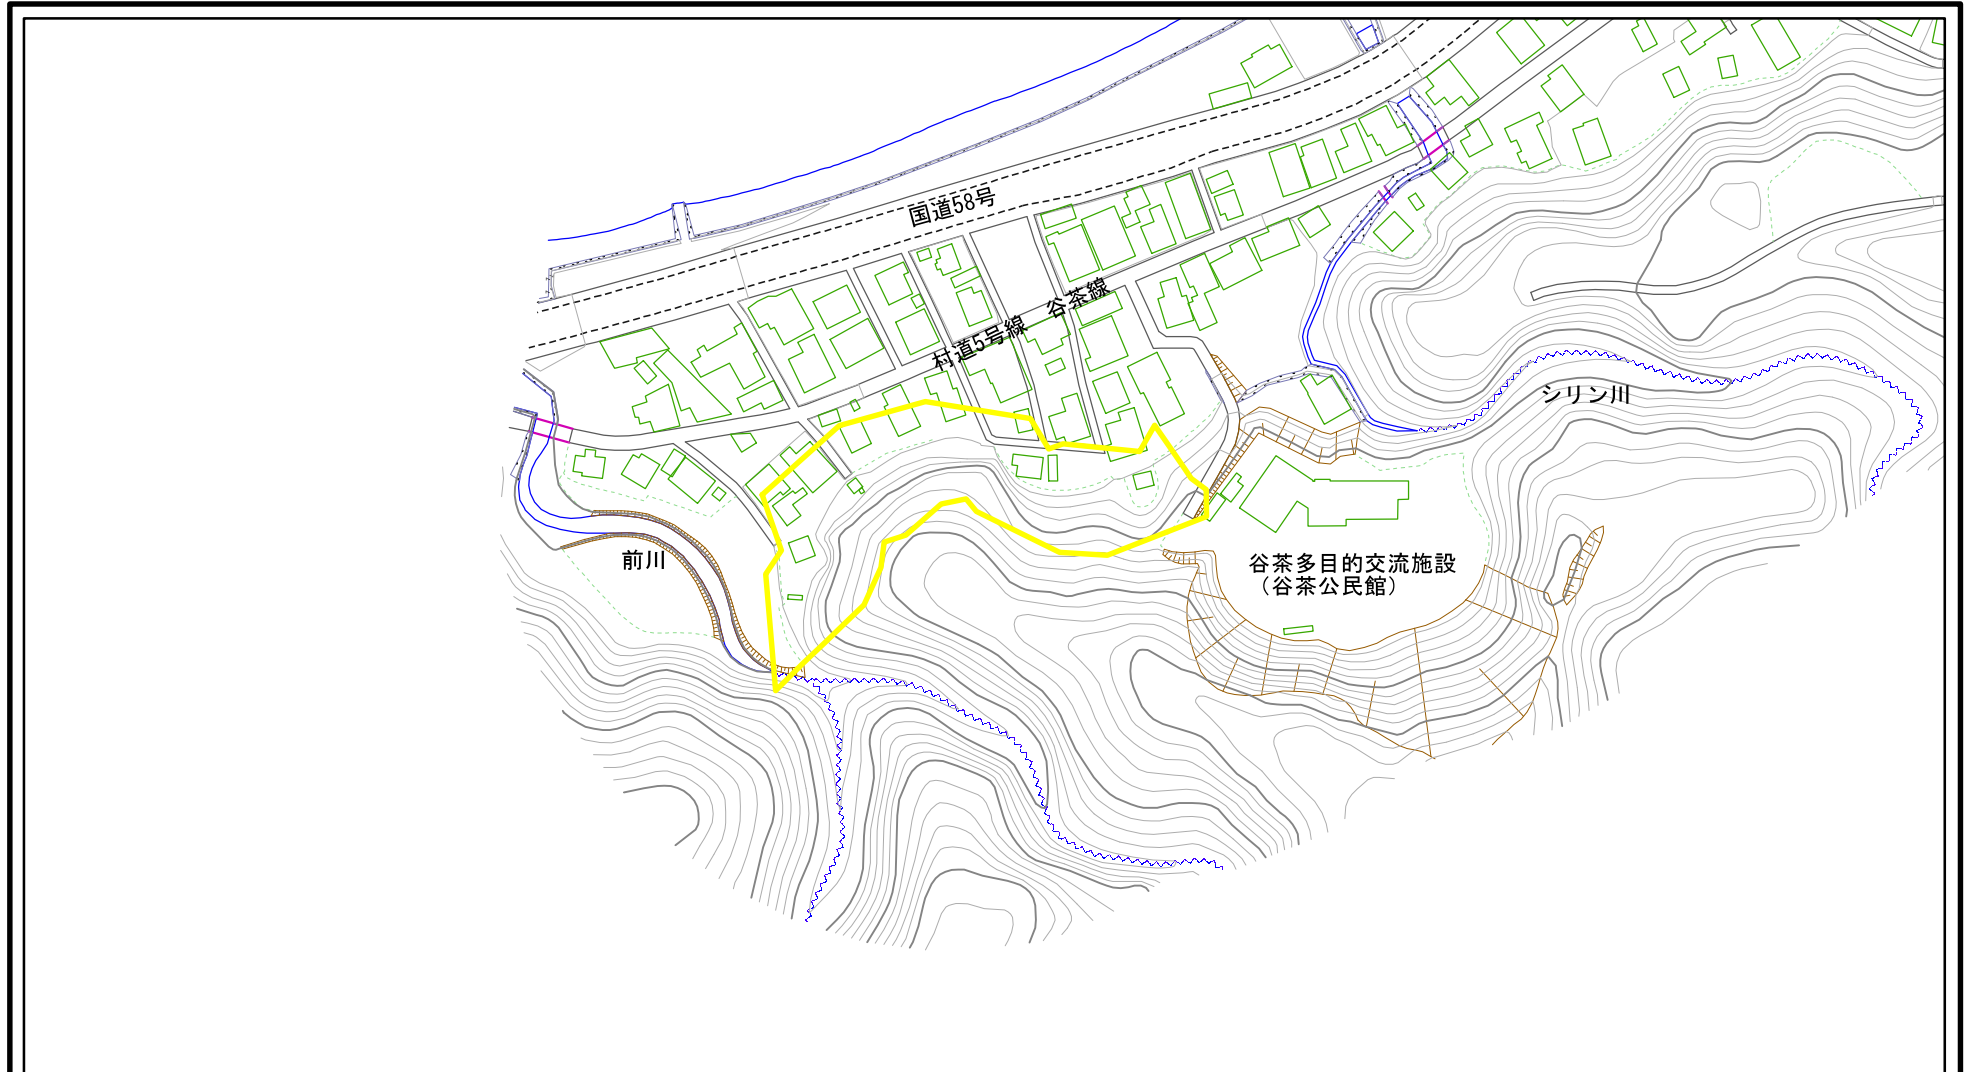 国道58号
村道5号線　谷茶線
シリン川
前川
谷茶多目的交流施設
（谷茶公民館）